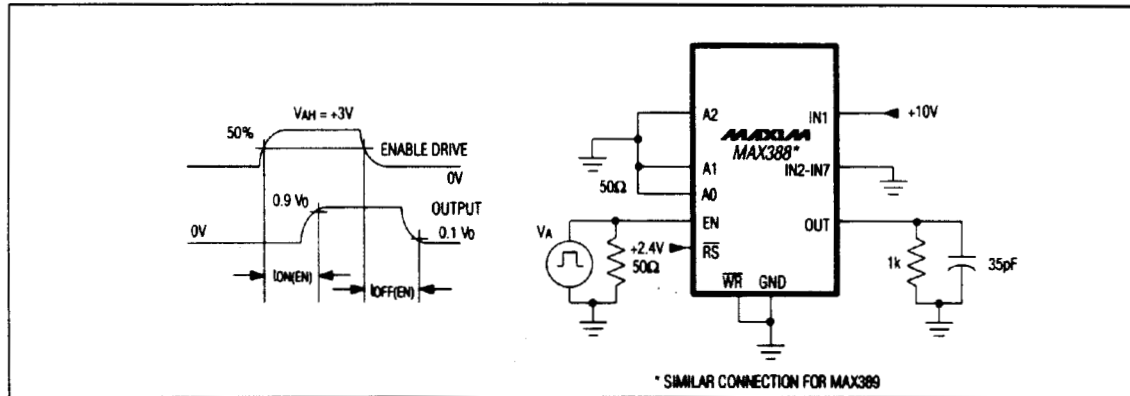 VAH = +3V
50%
ENABLE DRIVE
0V
0.9 VO
OUTPUT
0V
0.1 VO
tON(EN)
tOFF(EN)
A2
IN1
+10V
MAXIM
MAX388*
A1
IN2-IN7
50Ω
A0
EN
OUT
VA
+2.4V
RS
50Ω
1k
35pF
WR GND
* SIMILAR CONNECTION FOR MAX389